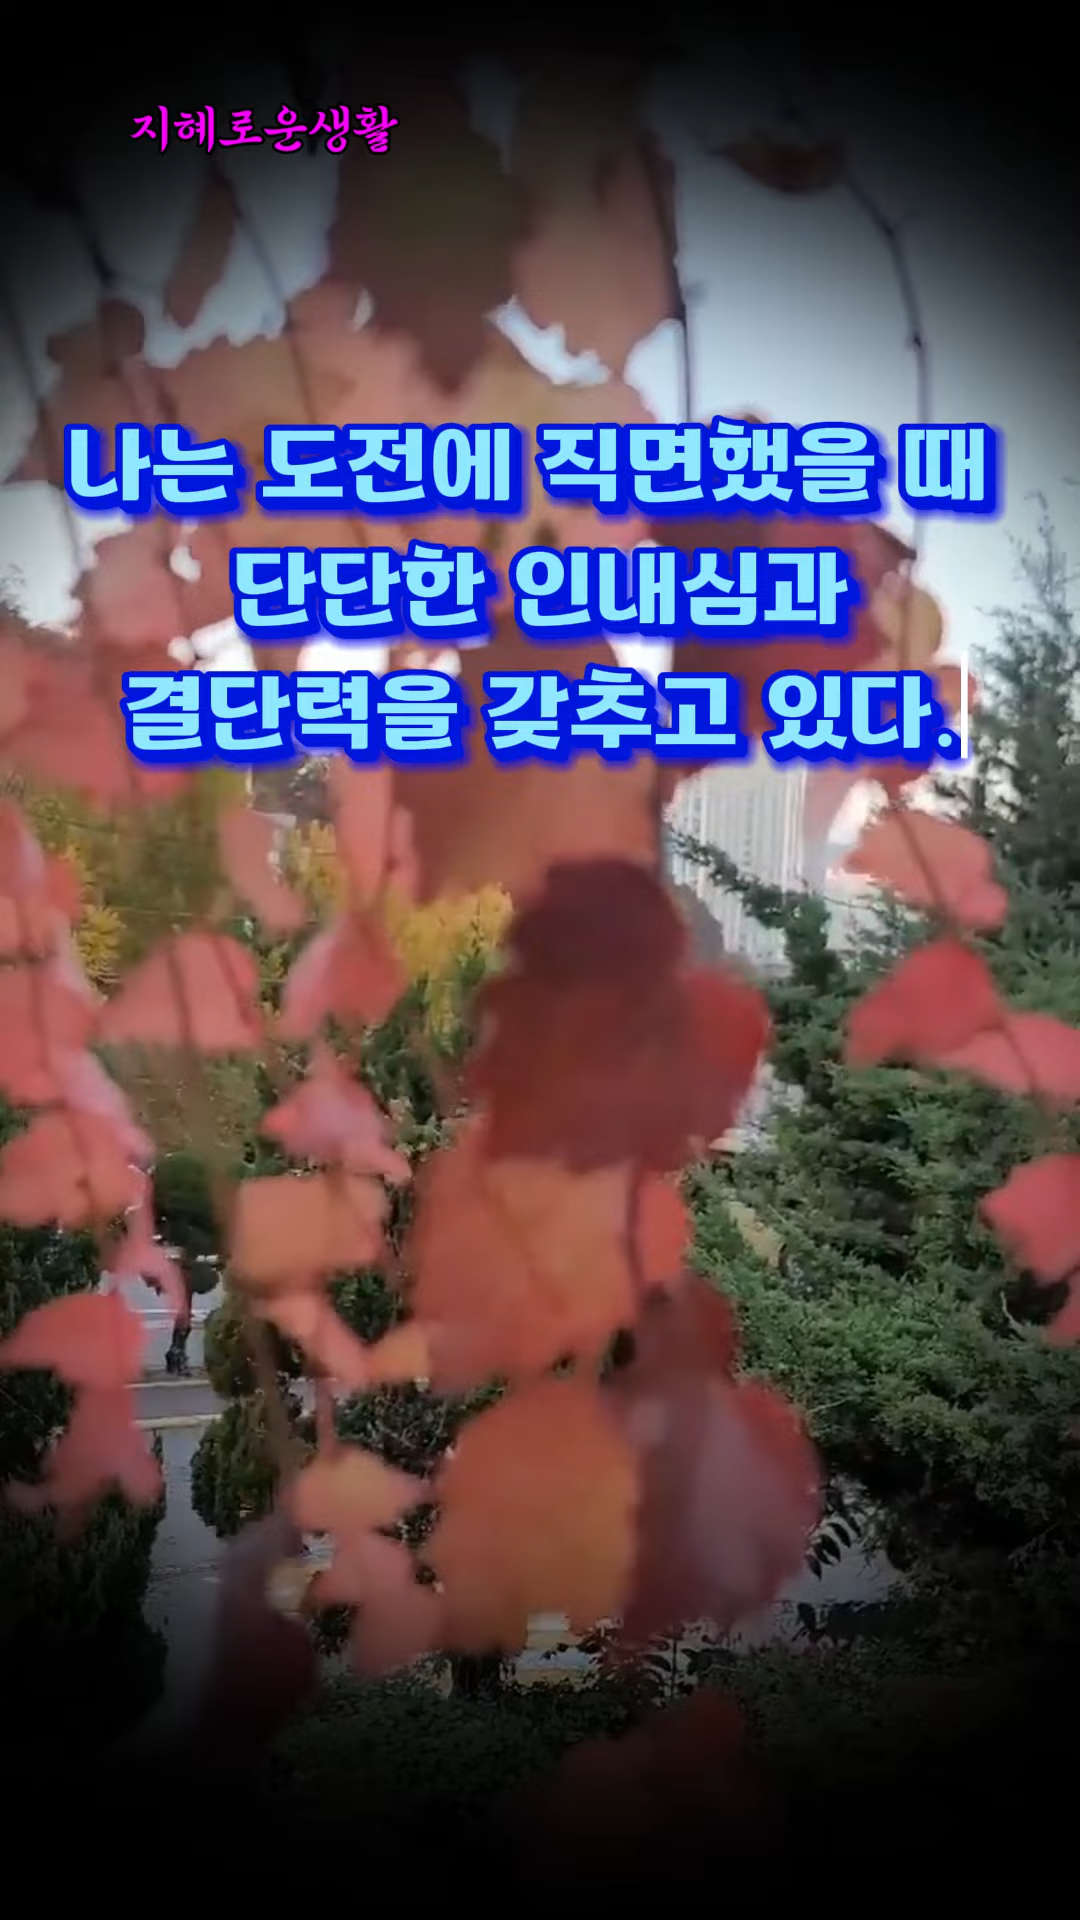 지혜로운생활
나는 도전에 직면했을 때
단단한 인내심과
결단력을 갖추고 있다.